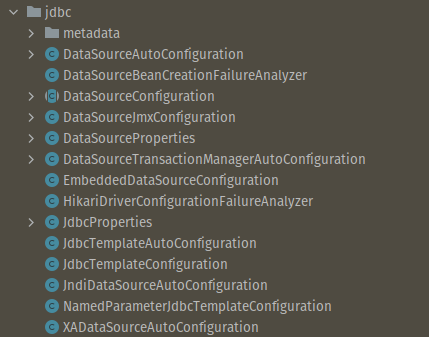 jdbc
metadata
DataSourceAutoConfiguration
DataSourceBeanCreationFailureAnalyzer
DataSourceConfiguration
DataSourceJmxConfiguration
DataSourceProperties
DataSourceTransactionManagerAutoConfiguration
EmbeddedDataSourceConfiguration
HikariDriverConfigurationFailureAnalyzer
JdbcProperties
JdbcTemplateAutoConfiguration
JdbcTemplateConfiguration
JndiDataSourceAutoConfiguration
NamedParameterJdbcTemplateConfiguration
XADataSourceAutoConfiguration